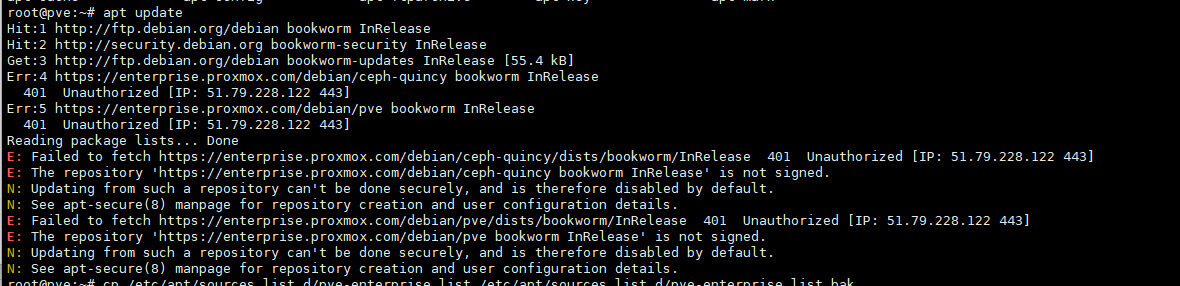 root@pve:~# apt update
Hit:1 http://ftp.debian.org/debian bookworm InRelease
Hit:2 http://security.debian.org bookworm-security InRelease
Get:3 http://ftp.debian.org/debian bookworm-updates InRelease [55.4 kB]
Err:4 https://enterprise.proxmox.com/debian/ceph-quincy bookworm InRelease
  401  Unauthorized [IP: 51.79.228.122 443]
Err:5 https://enterprise.proxmox.com/debian/pve bookworm InRelease
  401  Unauthorized [IP: 51.79.228.122 443]
Reading package lists... Done
E: Failed to fetch https://enterprise.proxmox.com/debian/ceph-quincy/dists/bookworm/InRelease  401  Unauthorized [IP: 51.79.228.122 443]
E: The repository 'https://enterprise.proxmox.com/debian/ceph-quincy bookworm InRelease' is not signed.
N: Updating from such a repository can't be done securely, and is therefore disabled by default.
N: See apt-secure(8) manpage for repository creation and user configuration details.
E: Failed to fetch https://enterprise.proxmox.com/debian/pve/dists/bookworm/InRelease  401  Unauthorized [IP: 51.79.228.122 443]
E: The repository 'https://enterprise.proxmox.com/debian/pve bookworm InRelease' is not signed.
N: Updating from such a repository can't be done securely, and is therefore disabled by default.
N: See apt-secure(8) manpage for repository creation and user configuration details.
root@pve:~# cp /etc/apt/sources.list.d/pve-enterprise.list /etc/apt/sources.list.d/pve-enterprise.list.bak